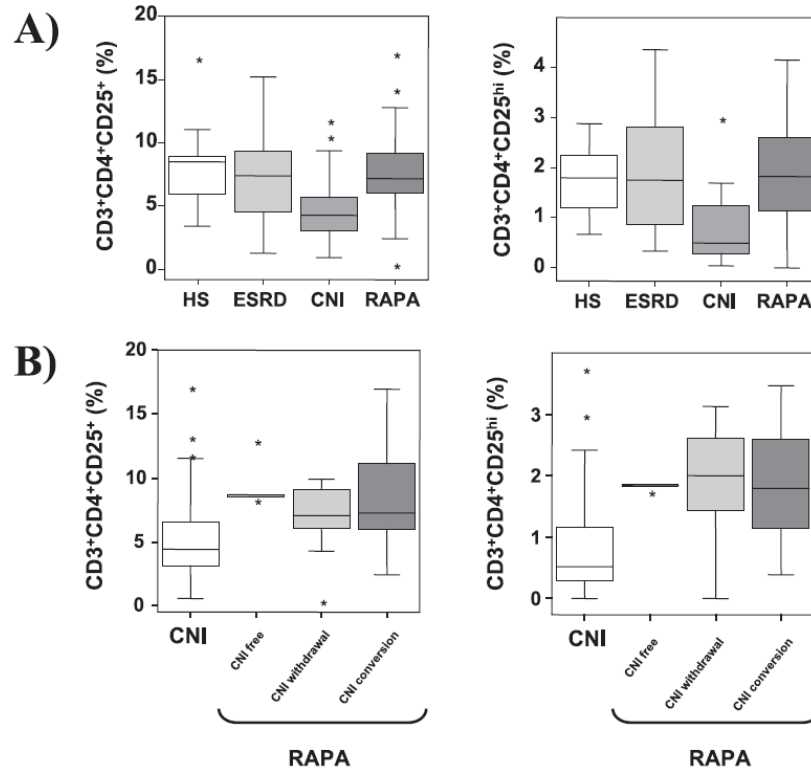 A)
CD3⁺CD4⁺CD25⁺ (%)
20
15
10
5
0
*
*
*
*
*
*
HS ESRD CNI RAPA
CD3⁺CD4⁺CD25ʰⁱ (%)
4
3
2
1
0
*
HS ESRD CNI RAPA
B)
CD3⁺CD4⁺CD25⁺ (%)
20
15
10
5
0
*
*
*
*
*
*
CNI
CNI free
CNI withdrawal
CNI conversion
RAPA
CD3⁺CD4⁺CD25ʰⁱ (%)
3
2
1
0
*
*
*
CNI
CNI free
CNI withdrawal
CNI conversion
RAPA